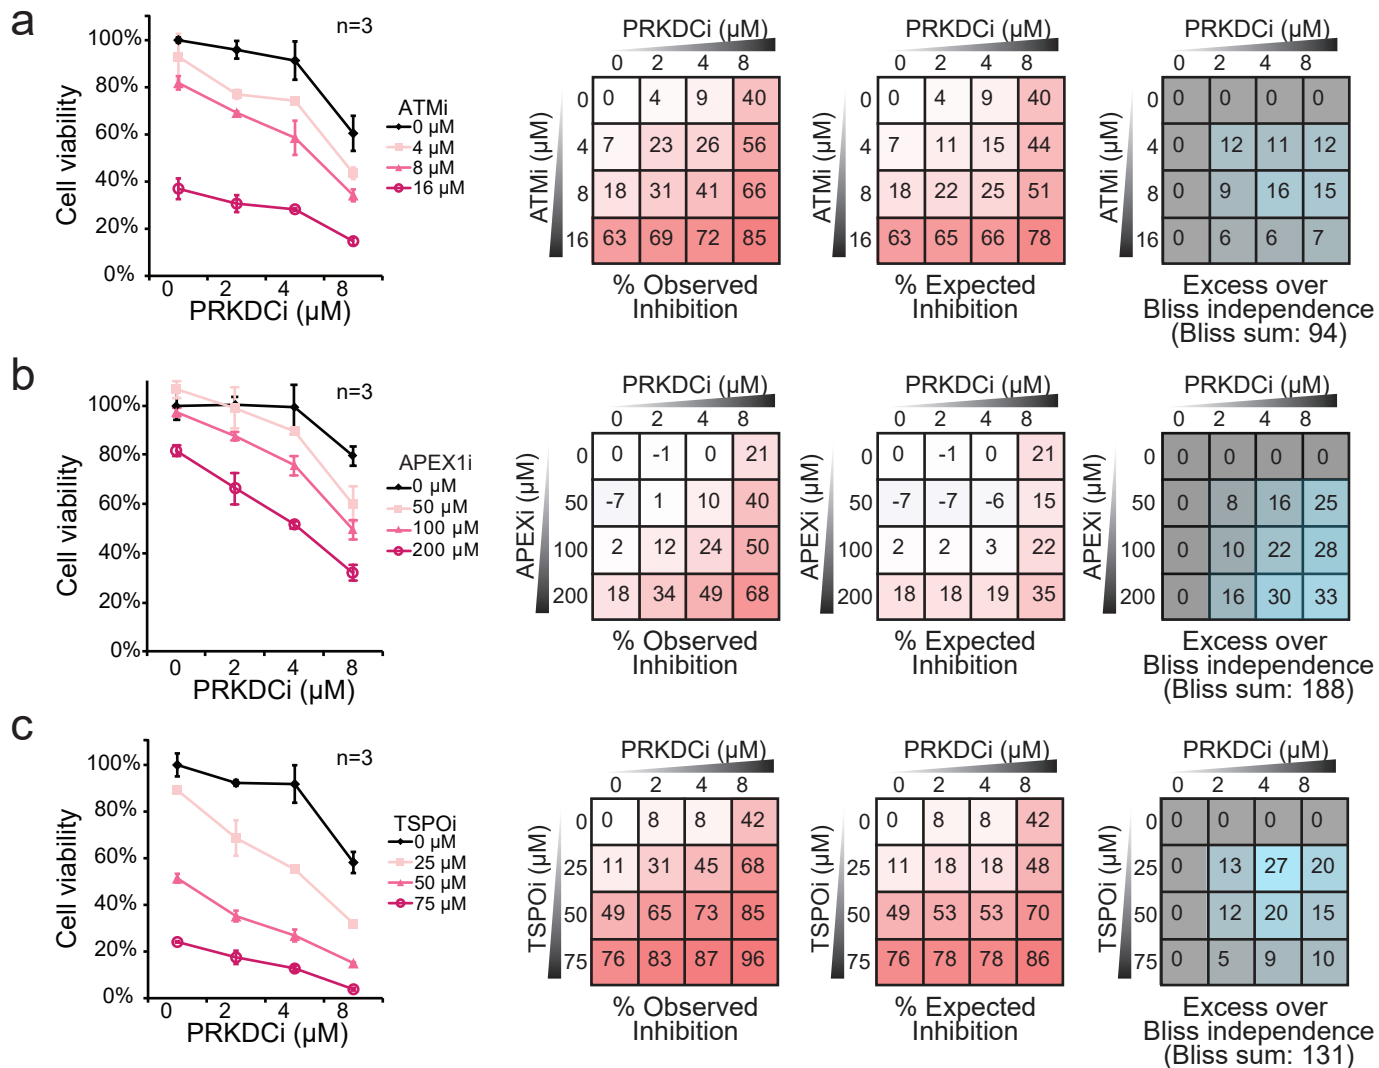 a
n=3
100%
80%
60%
40%
20%
0%
Cell viability
0 2 4 8
PRKDCi (µM)
ATMi
0 µM
4 µM
8 µM
16 µM
PRKDCi (µM)
0 2 4 8
ATMi (µM)
0 0 4 9 40
4 7 23 26 56
8 18 31 41 66
16 63 69 72 85
% Observed
Inhibition
PRKDCi (µM)
0 2 4 8
ATMi (µM)
0 0 4 9 40
4 7 11 15 44
8 18 22 25 51
16 63 65 66 78
% Expected
Inhibition
PRKDCi (µM)
0 2 4 8
ATMi (µM)
0 0 0 0 0
4 0 12 11 12
8 0 9 16 15
16 0 6 6 7
Excess over
Bliss independence
(Bliss sum: 94)
b
n=3
100%
80%
60%
40%
20%
0%
Cell viability
0 2 4 8
PRKDCi (µM)
APEX1i
0 µM
50 µM
100 µM
200 µM
PRKDCi (µM)
0 2 4 8
APEXi (µM)
0 0 -1 0 21
50 -7 1 10 40
100 2 12 24 50
200 18 34 49 68
% Observed
Inhibition
PRKDCi (µM)
0 2 4 8
APEXi (µM)
0 0 -1 0 21
50 -7 -7 -6 15
100 2 2 3 22
200 18 18 19 35
% Expected
Inhibition
PRKDCi (µM)
0 2 4 8
APEXi (µM)
0 0 0 0 0
50 0 8 16 25
100 0 10 22 28
200 0 16 30 33
Excess over
Bliss independence
(Bliss sum: 188)
c
n=3
100%
80%
60%
40%
20%
0%
Cell viability
0 2 4 8
PRKDCi (µM)
TSPOi
0 µM
25 µM
50 µM
75 µM
PRKDCi (µM)
0 2 4 8
TSPOi (µM)
0 0 8 8 42
25 11 31 45 68
50 49 65 73 85
75 76 83 87 96
% Observed
Inhibition
PRKDCi (µM)
0 2 4 8
TSPOi (µM)
0 0 8 8 42
25 11 18 18 48
50 49 53 53 70
75 76 78 78 86
% Expected
Inhibition
PRKDCi (µM)
0 2 4 8
TSPOi (µM)
0 0 0 0 0
25 0 13 27 20
50 0 12 20 15
75 0 5 9 10
Excess over
Bliss independence
(Bliss sum: 131)